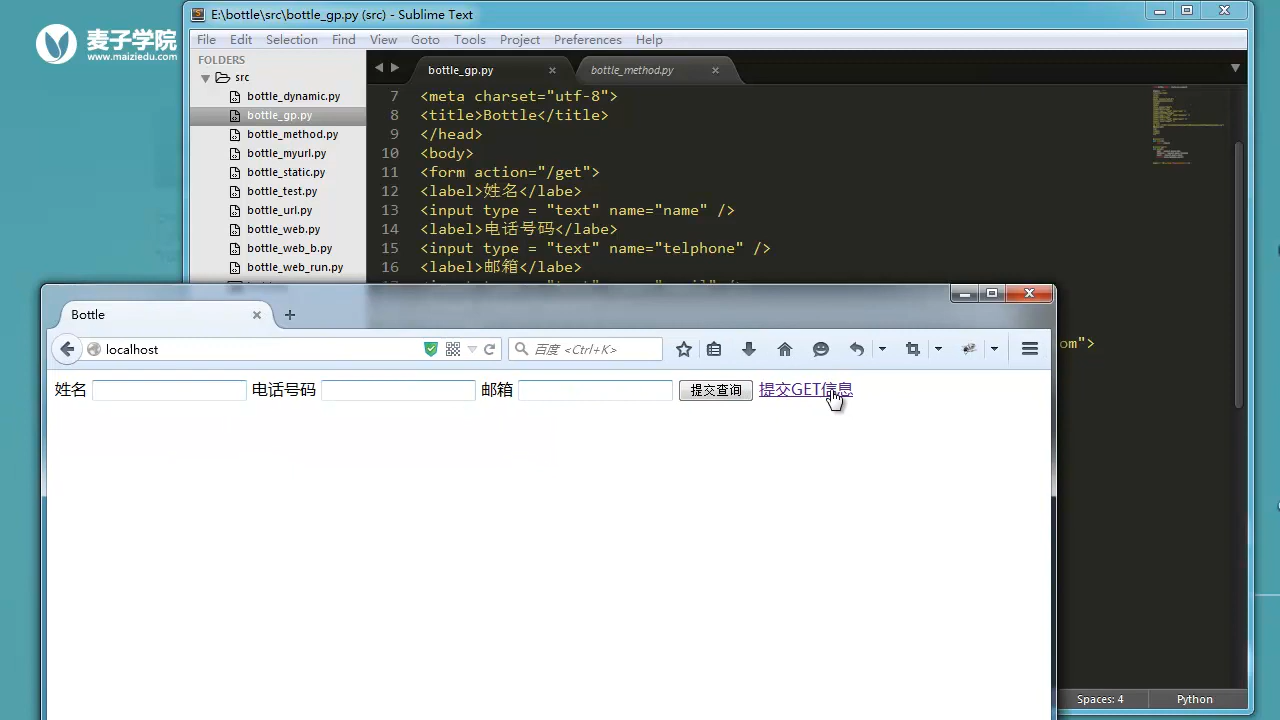 麦子学院
www.maiziedu.com
E:\bottle\src\bottle_gp.py (src) - Sublime Text
File Edit Selection Find View Goto Tools Project Preferences Help
FOLDERS
src
bottle_dynamic.py
bottle_gp.py
bottle_method.py
bottle_myurl.py
bottle_static.py
bottle_test.py
bottle_url.py
bottle_web.py
bottle_web_b.py
bottle_web_run.py
bottle_gp.py
bottle_method.py
7 <meta charset="utf-8">
8 <title>Bottle</title>
9 </head>
10 <body>
11 <form action="/get">
12 <label>姓名</labe>
13 <input type = "text" name="name" />
14 <label>电话号码</labe>
15 <input type = "text" name="telphone" />
16 <label>邮箱</labe>
om">
Bottle
localhost
百度 <Ctrl+K>
姓名 电话号码 邮箱 提交查询 提交GET信息
Spaces: 4 Python